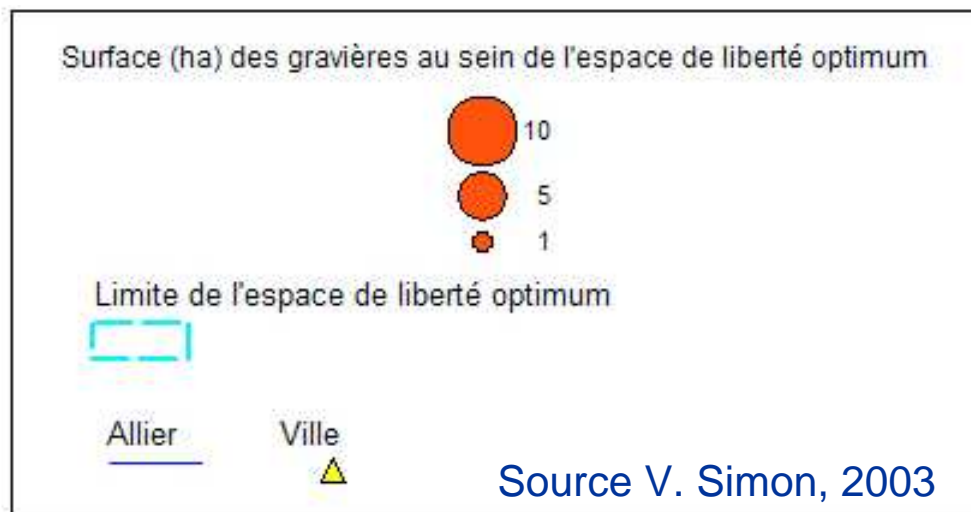 Surface (ha) des gravières au sein de l'espace de liberté optimum
10
5
1
Limite de l'espace de liberté optimum
Allier Ville
Source V. Simon, 2003